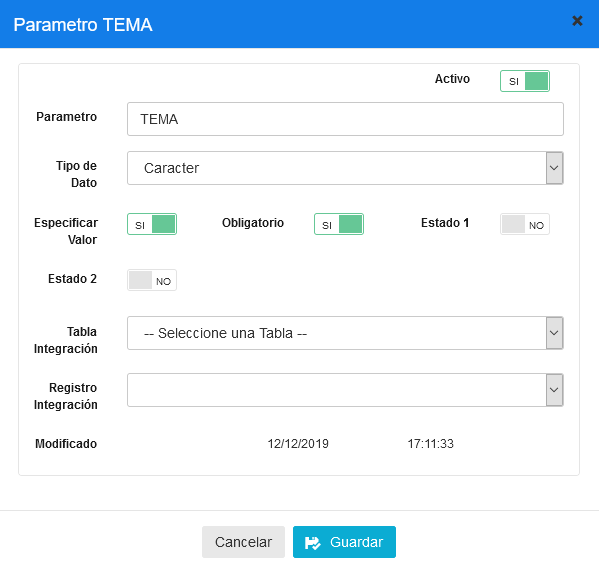 Parametro TEMA
Activo SI
Parametro TEMA
Tipo de
Dato
Caracter
Especificar
Valor
SI Obligatorio SI Estado 1 NO
Estado 2 NO
Tabla
Integración
-- Seleccione una Tabla --
Registro
Integración
Modificado 12/12/2019 17:11:33
Cancelar Guardar